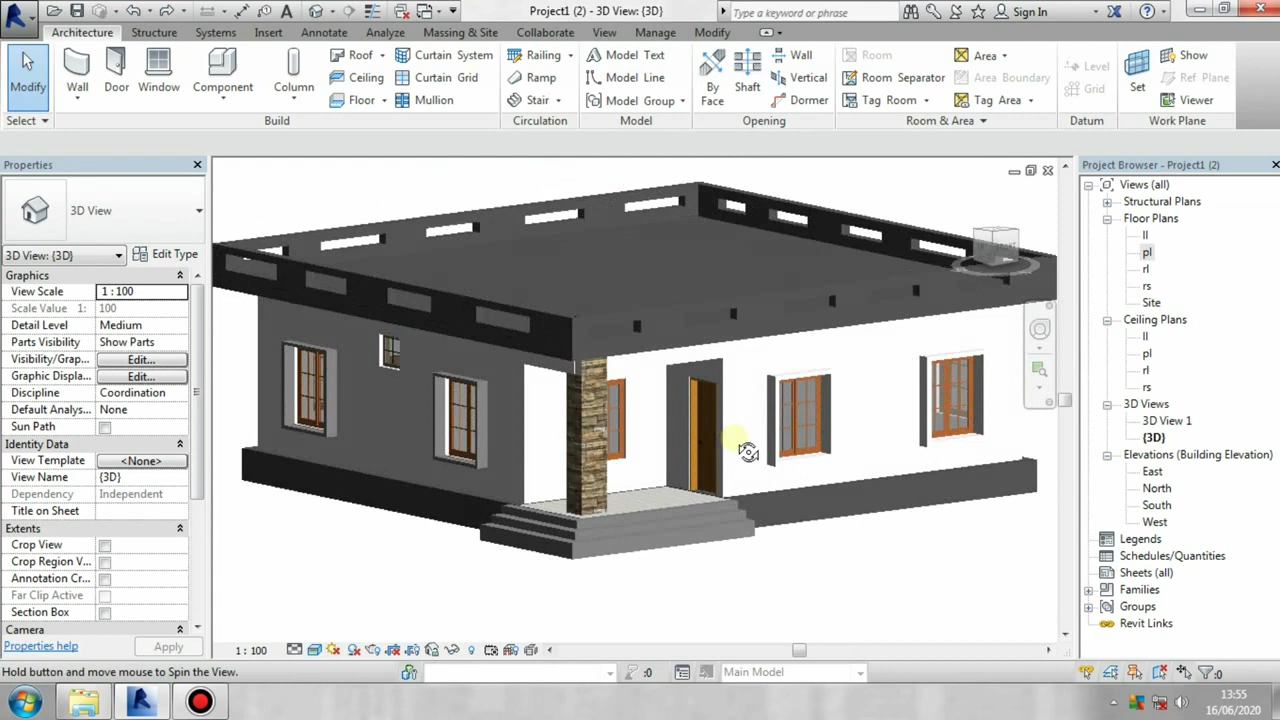 Project1 (2) - 3D View: {3D}
Type a keyword or phrase
Sign In
Architecture Structure Systems Insert Annotate Analyze Massing & Site Collaborate View Manage Modify
Modify
Wall
Door
Window
Component
Column
Roof
Ceiling
Floor
Curtain System
Curtain Grid
Mullion
Railing
Ramp
Stair
Model Text
Model Line
Model Group
By
Face
Shaft
Wall
Vertical
Dormer
Room
Room Separator
Tag Room
Area
Area Boundary
Tag Area
Level
Grid
Set
Show
Ref Plane
Viewer
Select
Build
Circulation
Model
Opening
Room & Area
Datum
Work Plane
Properties
3D View
3D View: {3D}
Edit Type
Graphics
View Scale 1 : 100
Scale Value 1: 100
Detail Level Medium
Parts Visibility Show Parts
Visibility/Grap... Edit...
Graphic Displa... Edit...
Discipline Coordination
Default Analys... None
Sun Path
Identity Data
View Template <None>
View Name {3D}
Dependency Independent
Title on Sheet
Extents
Crop View
Crop Region V...
Annotation Cr...
Far Clip Active
Section Box
Camera
Properties help
Apply
Project Browser - Project1 (2)
Views (all)
Structural Plans
Floor Plans
ll
pl
rl
rs
Site
Ceiling Plans
ll
pl
rl
rs
3D Views
3D View 1
{3D}
Elevations (Building Elevation)
East
North
South
West
Legends
Schedules/Quantities
Sheets (all)
Families
Groups
Revit Links
1 : 100
Hold button and move mouse to Spin the View.
:0
Main Model
:0
13:55
16/06/2020